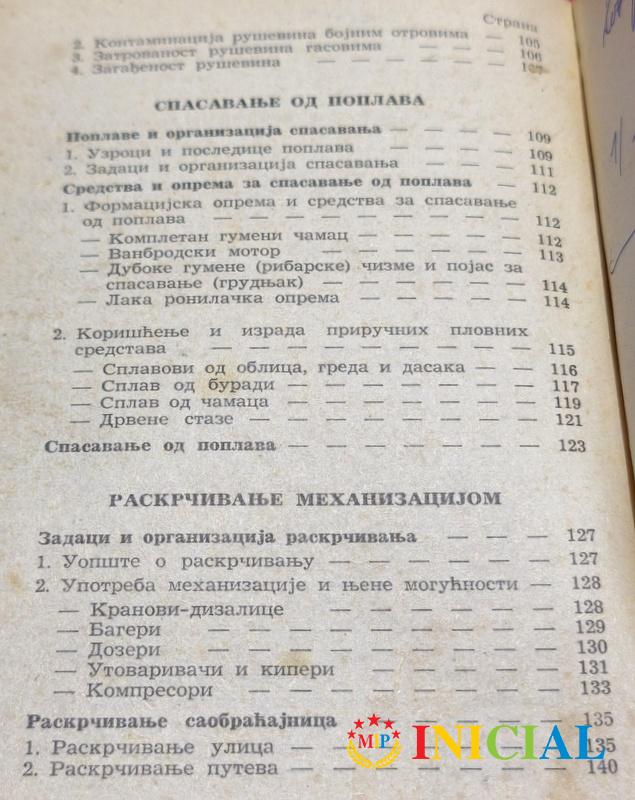 Страна
2. Контаминација рушевина бојним отровима — — 105
3. Затрованост рушевина гасовима — — — — 106
4. Загађеност рушевина — — — — — — 107
СПАСАВАЊЕ ОД ПОПЛАВА
Поплаве и организација спасавања — — — — — 109
1. Узроци и последице поплава — — — — — 109
2. Задаци и организација спасавања — — — — 111
Средства и опрема за спасавање од поплава — — 112
1. Формацијска опрема и средства за спасавање
од поплава — — — — — — — — — 112
— Комплетан гумени чамац — — — — — 112
— Ванбродски мотор — — — — — — — 113
— Дубоке гумене (рибарске) чизме и појас за
спасавање (грудњак) — — — — — — 114
— Лака ронилачка опрема — — — — — 114
2. Коришћење и израда приручних пловних
средстава — — — — — — — — — — 115
— Сплавови од облица, греда и дасака — — — 116
— Сплав од буради — — — — — — — 117
— Сплав од чамаца — — — — — — — 119
— Дрвене стазе — — — — — — — — 121
Спасавање од поплава — — — — — — — — 123
РАСКРЧИВАЊЕ МЕХАНИЗАЦИЈОМ
Задаци и организација раскрчивања — — — — 127
1. Уопште о раскрчивању — — — — — — 127
2. Употреба механизације и њене могућности — 128
— Кранови-дизалице — — — — — — — 128
— Багери — — — — — — — — — — 129
— Дозери — — — — — — — — — — 130
— Утоваривачи и кипери — — — — — — 131
— Компресори — — — — — — — — 133
Раскрчивање саобраћајница — — — — — — 135
1. Раскрчивање улица — — — — — — — 135
2. Раскрчивање путева — — — — — — — 140
MP INICIAL